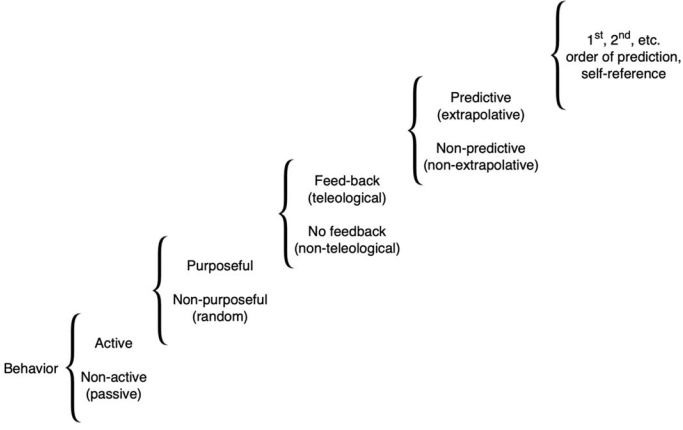 1st, 2nd, etc.
order of prediction,
self-reference
Predictive
(extrapolative)
Non-predictive
(non-extrapolative)
Feed-back
(teleological)
No feedback
(non-teleological)
Purposeful
Non-purposeful
(random)
Active
Behavior
Non-active
(passive)